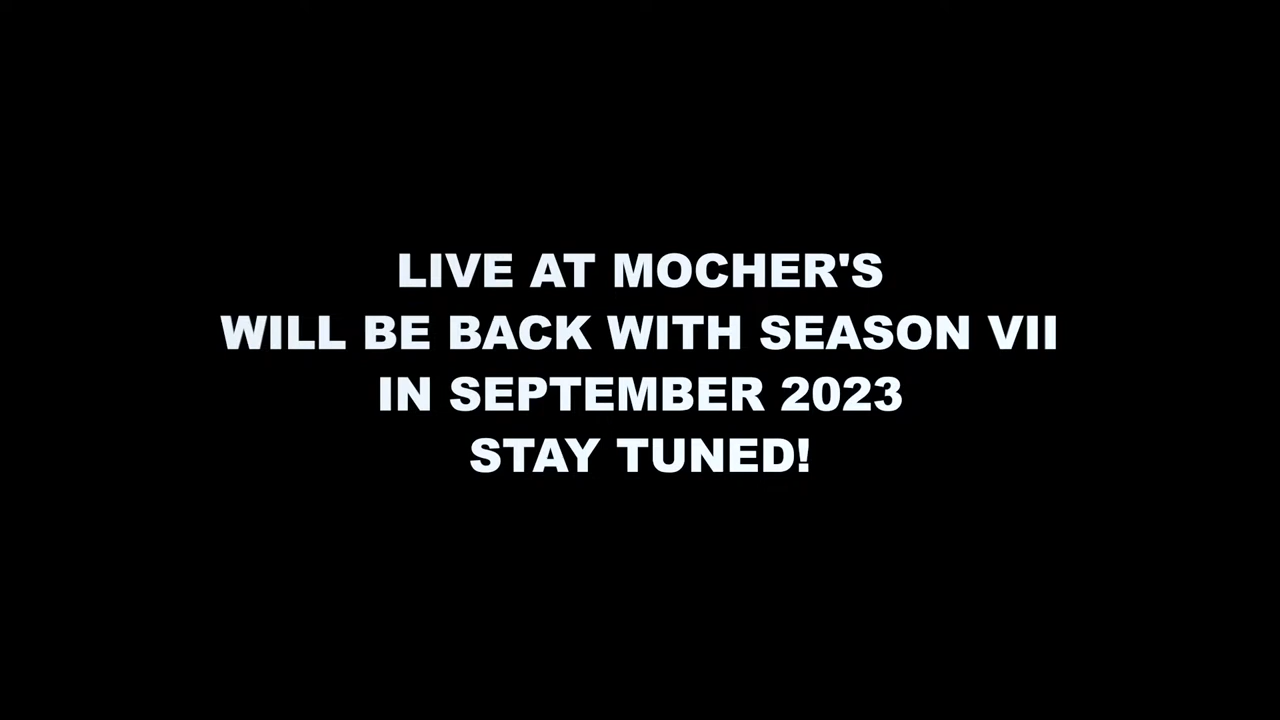 LIVE AT MOCHER'S
WILL BE BACK WITH SEASON VII
IN SEPTEMBER 2023
STAY TUNED!